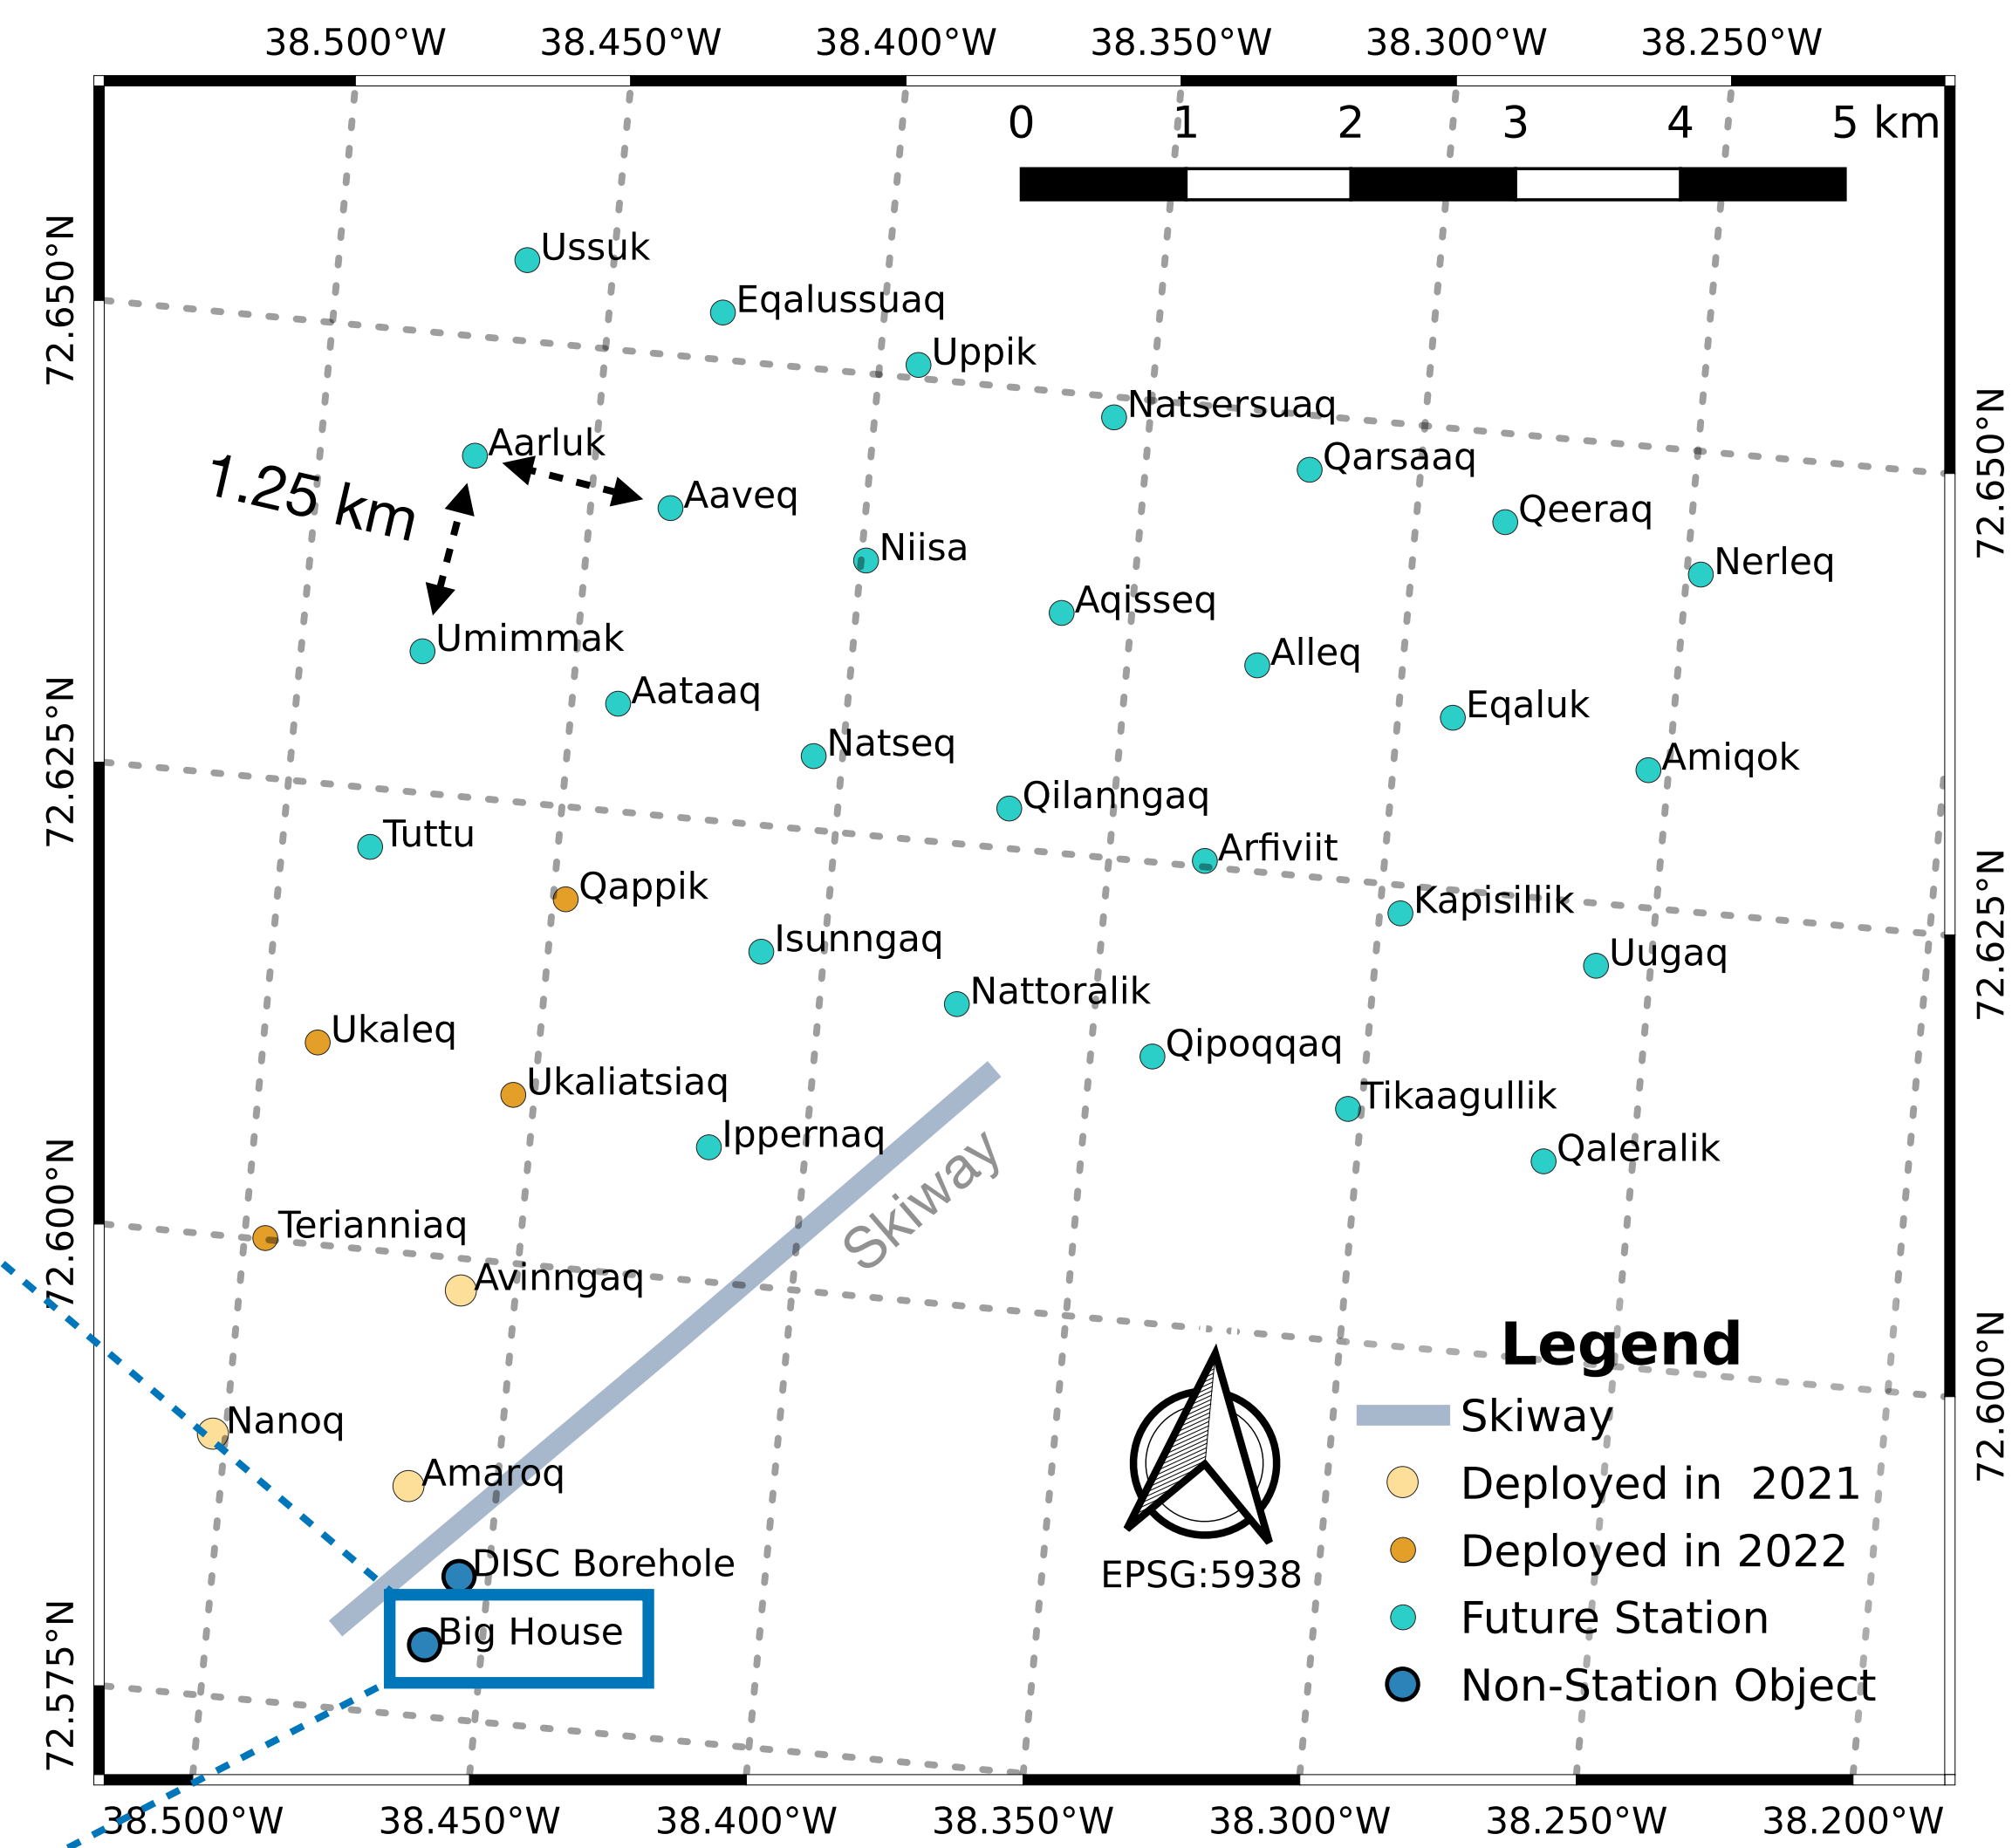 38.500°W 38.450°W 38.400°W 38.350°W 38.300°W 38.250°W
0 1 2 3 4 5 km
72.650°N
Ussuk
Eqalussuaq
Uppik
Natsersuaq
72.650°N
Aarluk
Qarsaaq
1.25 km
Aaveq
Qeeraq
Niisa
Nerleq
Aqisseq
Umimmak
Alleq
Aataaq
Eqaluk
72.625°N
Natseq
Amiqok
Qilanngaq
Tuttu
Arfiviit
Qappik
Kapisillik
72.625°N
Isunngaq
Uugaq
Nattoralik
Ukaleq
Qipoqqaq
Ukaliatsiaq
Tikaagullik
Ippernaq
Qaleralik
Skiway
72.600°N
Terianniaq
Avinngaq
Legend
72.600°N
Nanoq
Skiway
Amaroq
Deployed in 2021
DISC Borehole
Deployed in 2022
EPSG:5938
Big House
Future Station
72.575°N
Non-Station Object
38.500°W 38.450°W 38.400°W 38.350°W 38.300°W 38.250°W 38.200°W